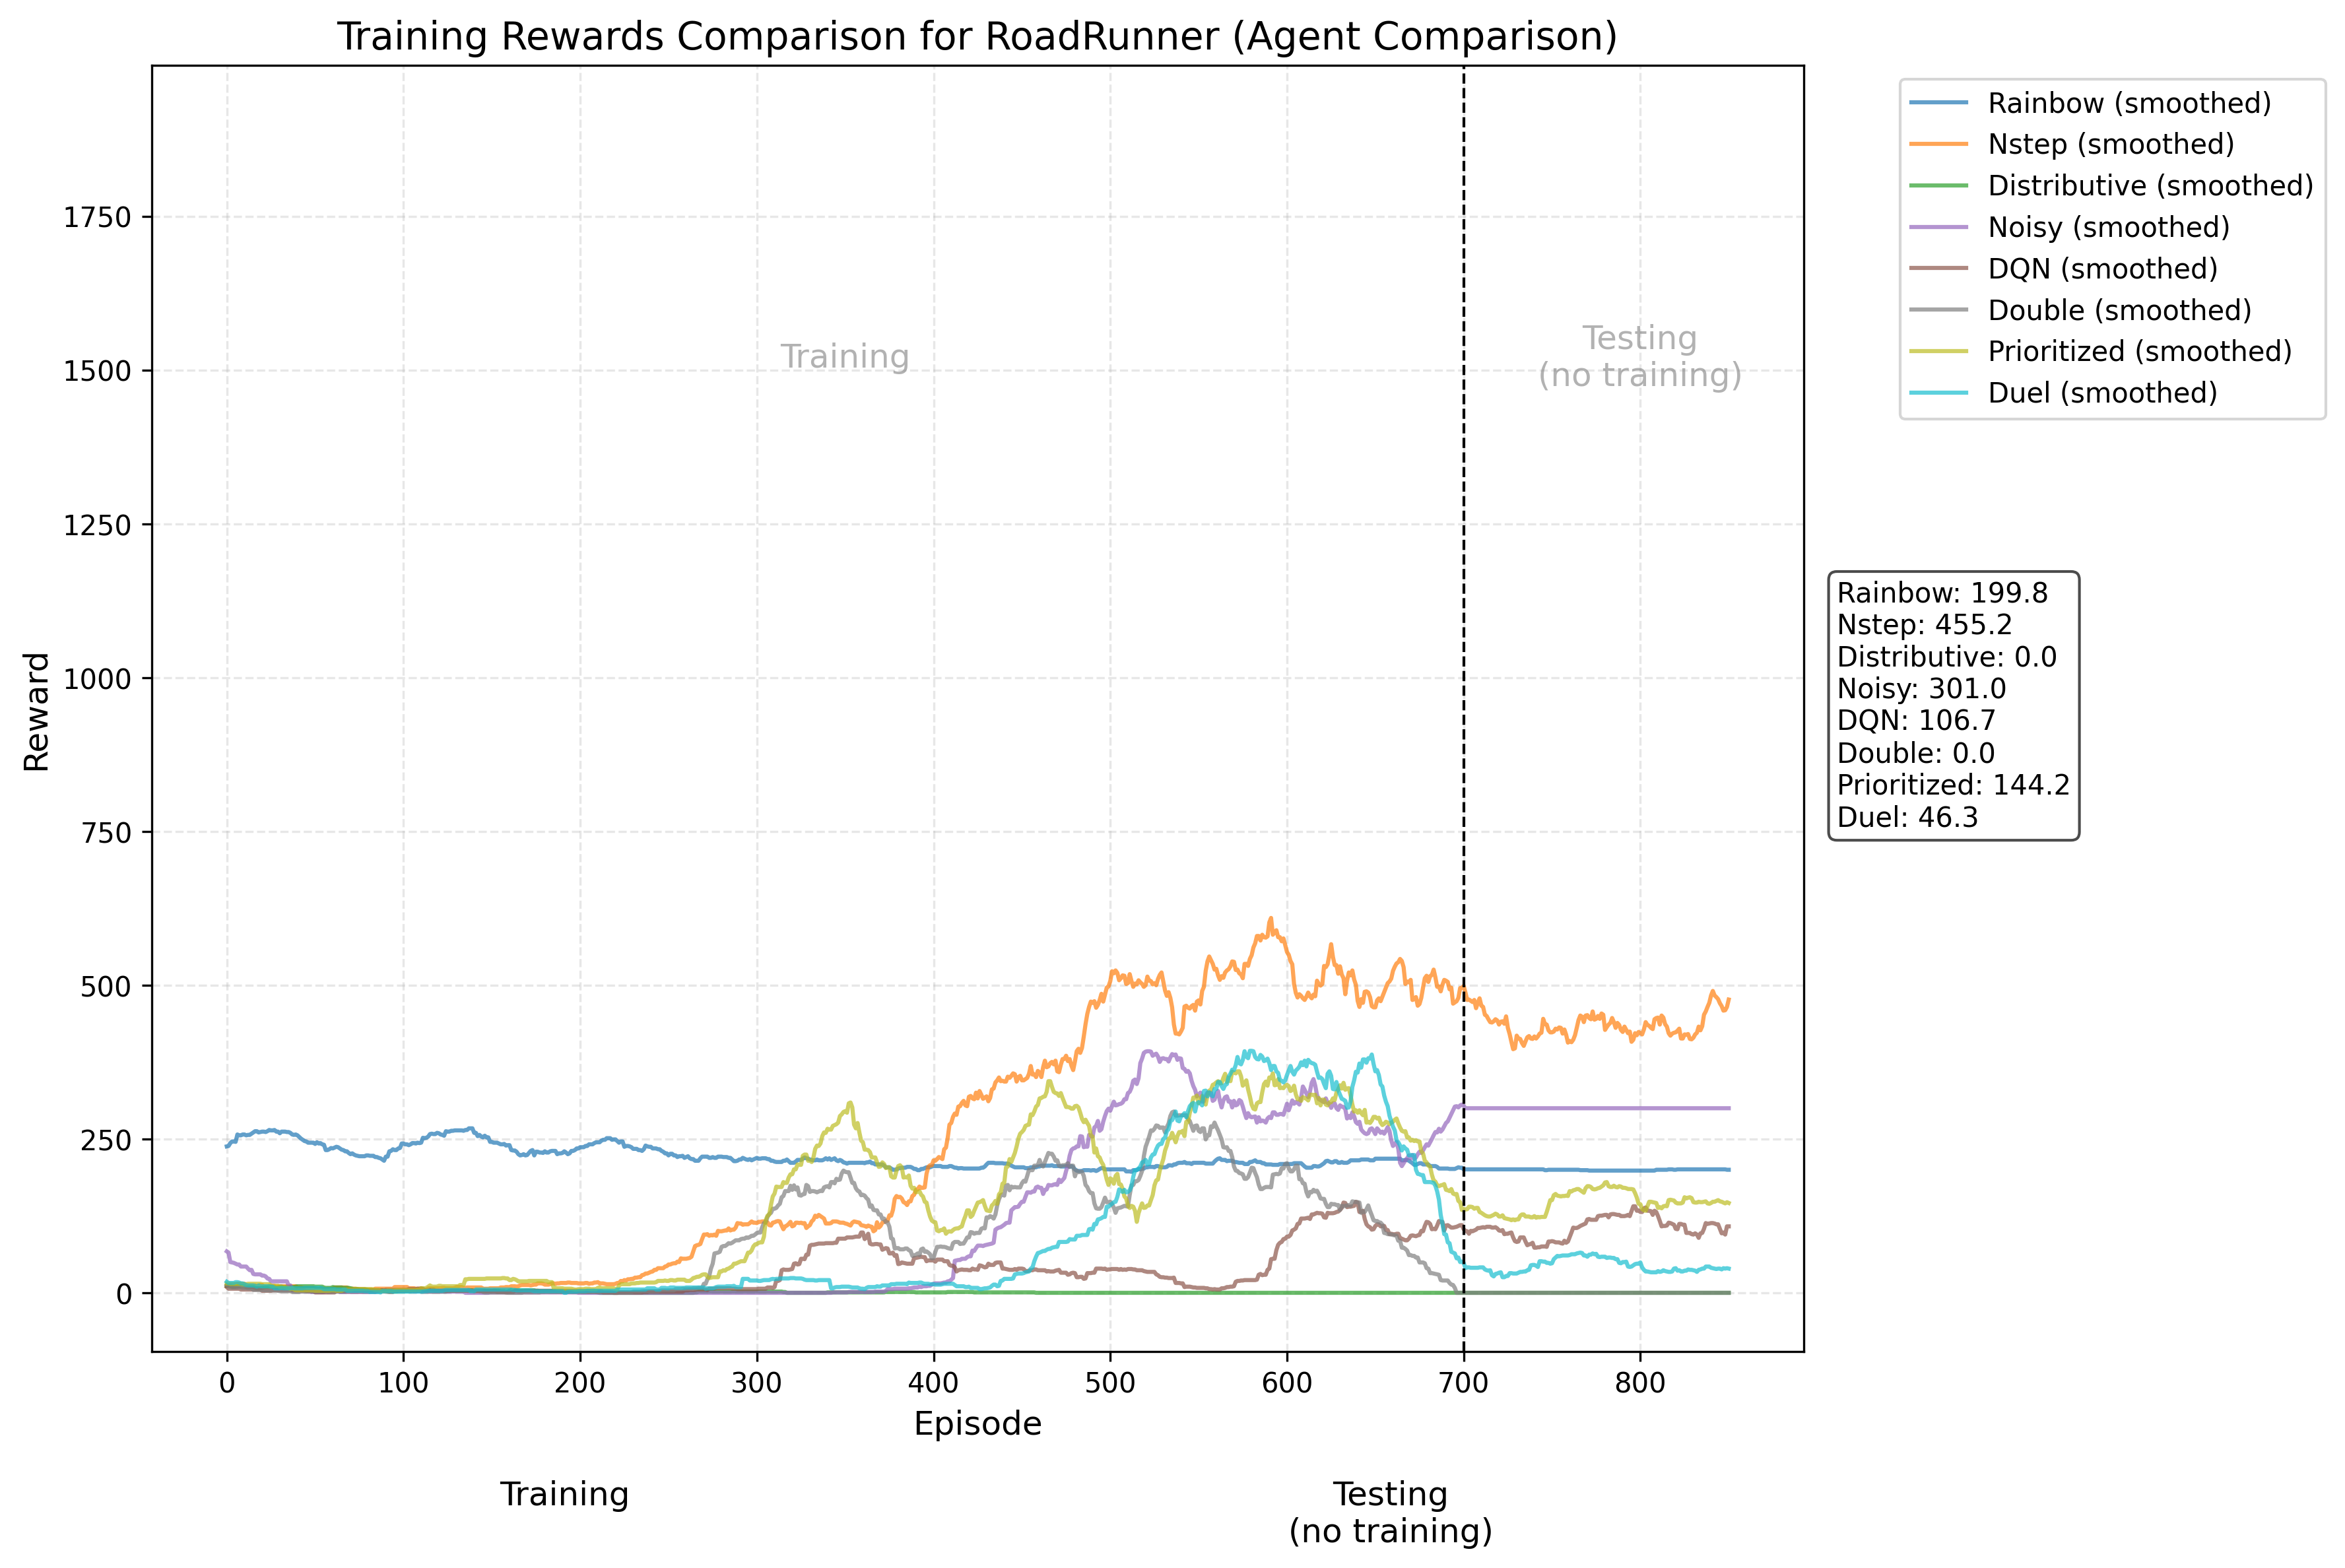 Training Rewards Comparison for RoadRunner (Agent Comparison)
Rainbow (smoothed)
Nstep (smoothed)
Distributive (smoothed)
Noisy (smoothed)
DQN (smoothed)
Double (smoothed)
Prioritized (smoothed)
Duel (smoothed)
Training
Testing
(no training)
Rainbow: 199.8
Nstep: 455.2
Distributive: 0.0
Noisy: 301.0
DQN: 106.7
Double: 0.0
Prioritized: 144.2
Duel: 46.3
Reward
1750
1500
1250
1000
750
500
250
0
0 100 200 300 400 500 600 700 800
Episode
Training
Testing
(no training)